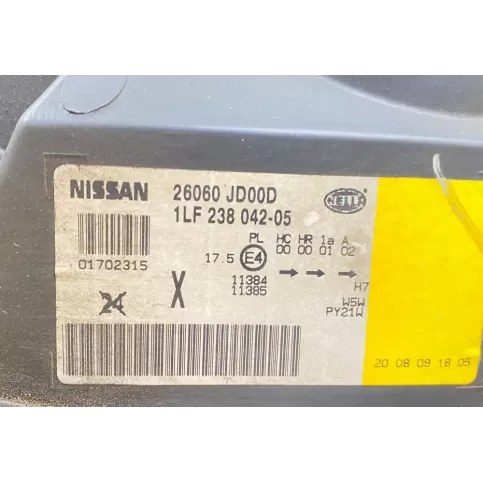 NISSAN 26060 JD00D HELLA
1LF 238 042-05
01702315
PL HC HR 1a A
17.5 E4 00 00 01 02
11384
11385
H7
24 X
W5W
PY21W
20 08 09 18 05